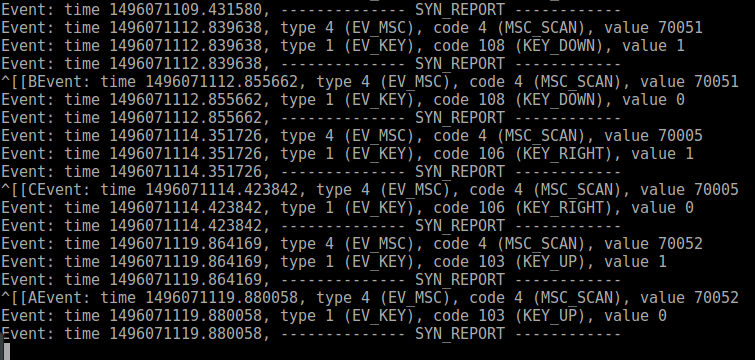 Event: time 1496071109.431580, -------------- SYN_REPORT ------------
Event: time 1496071112.839638, type 4 (EV_MSC), code 4 (MSC_SCAN), value 70051
Event: time 1496071112.839638, type 1 (EV_KEY), code 108 (KEY_DOWN), value 1
Event: time 1496071112.839638, -------------- SYN_REPORT ------------
^[[BEvent: time 1496071112.855662, type 4 (EV_MSC), code 4 (MSC_SCAN), value 70051
Event: time 1496071112.855662, type 1 (EV_KEY), code 108 (KEY_DOWN), value 0
Event: time 1496071112.855662, -------------- SYN_REPORT ------------
Event: time 1496071114.351726, type 4 (EV_MSC), code 4 (MSC_SCAN), value 70005
Event: time 1496071114.351726, type 1 (EV_KEY), code 106 (KEY_RIGHT), value 1
Event: time 1496071114.351726, -------------- SYN_REPORT ------------
^[[CEvent: time 1496071114.423842, type 4 (EV_MSC), code 4 (MSC_SCAN), value 70005
Event: time 1496071114.423842, type 1 (EV_KEY), code 106 (KEY_RIGHT), value 0
Event: time 1496071114.423842, -------------- SYN_REPORT ------------
Event: time 1496071119.864169, type 4 (EV_MSC), code 4 (MSC_SCAN), value 70052
Event: time 1496071119.864169, type 1 (EV_KEY), code 103 (KEY_UP), value 1
Event: time 1496071119.864169, -------------- SYN_REPORT ------------
^[[AEvent: time 1496071119.880058, type 4 (EV_MSC), code 4 (MSC_SCAN), value 70052
Event: time 1496071119.880058, type 1 (EV_KEY), code 103 (KEY_UP), value 0
Event: time 1496071119.880058, -------------- SYN_REPORT ------------